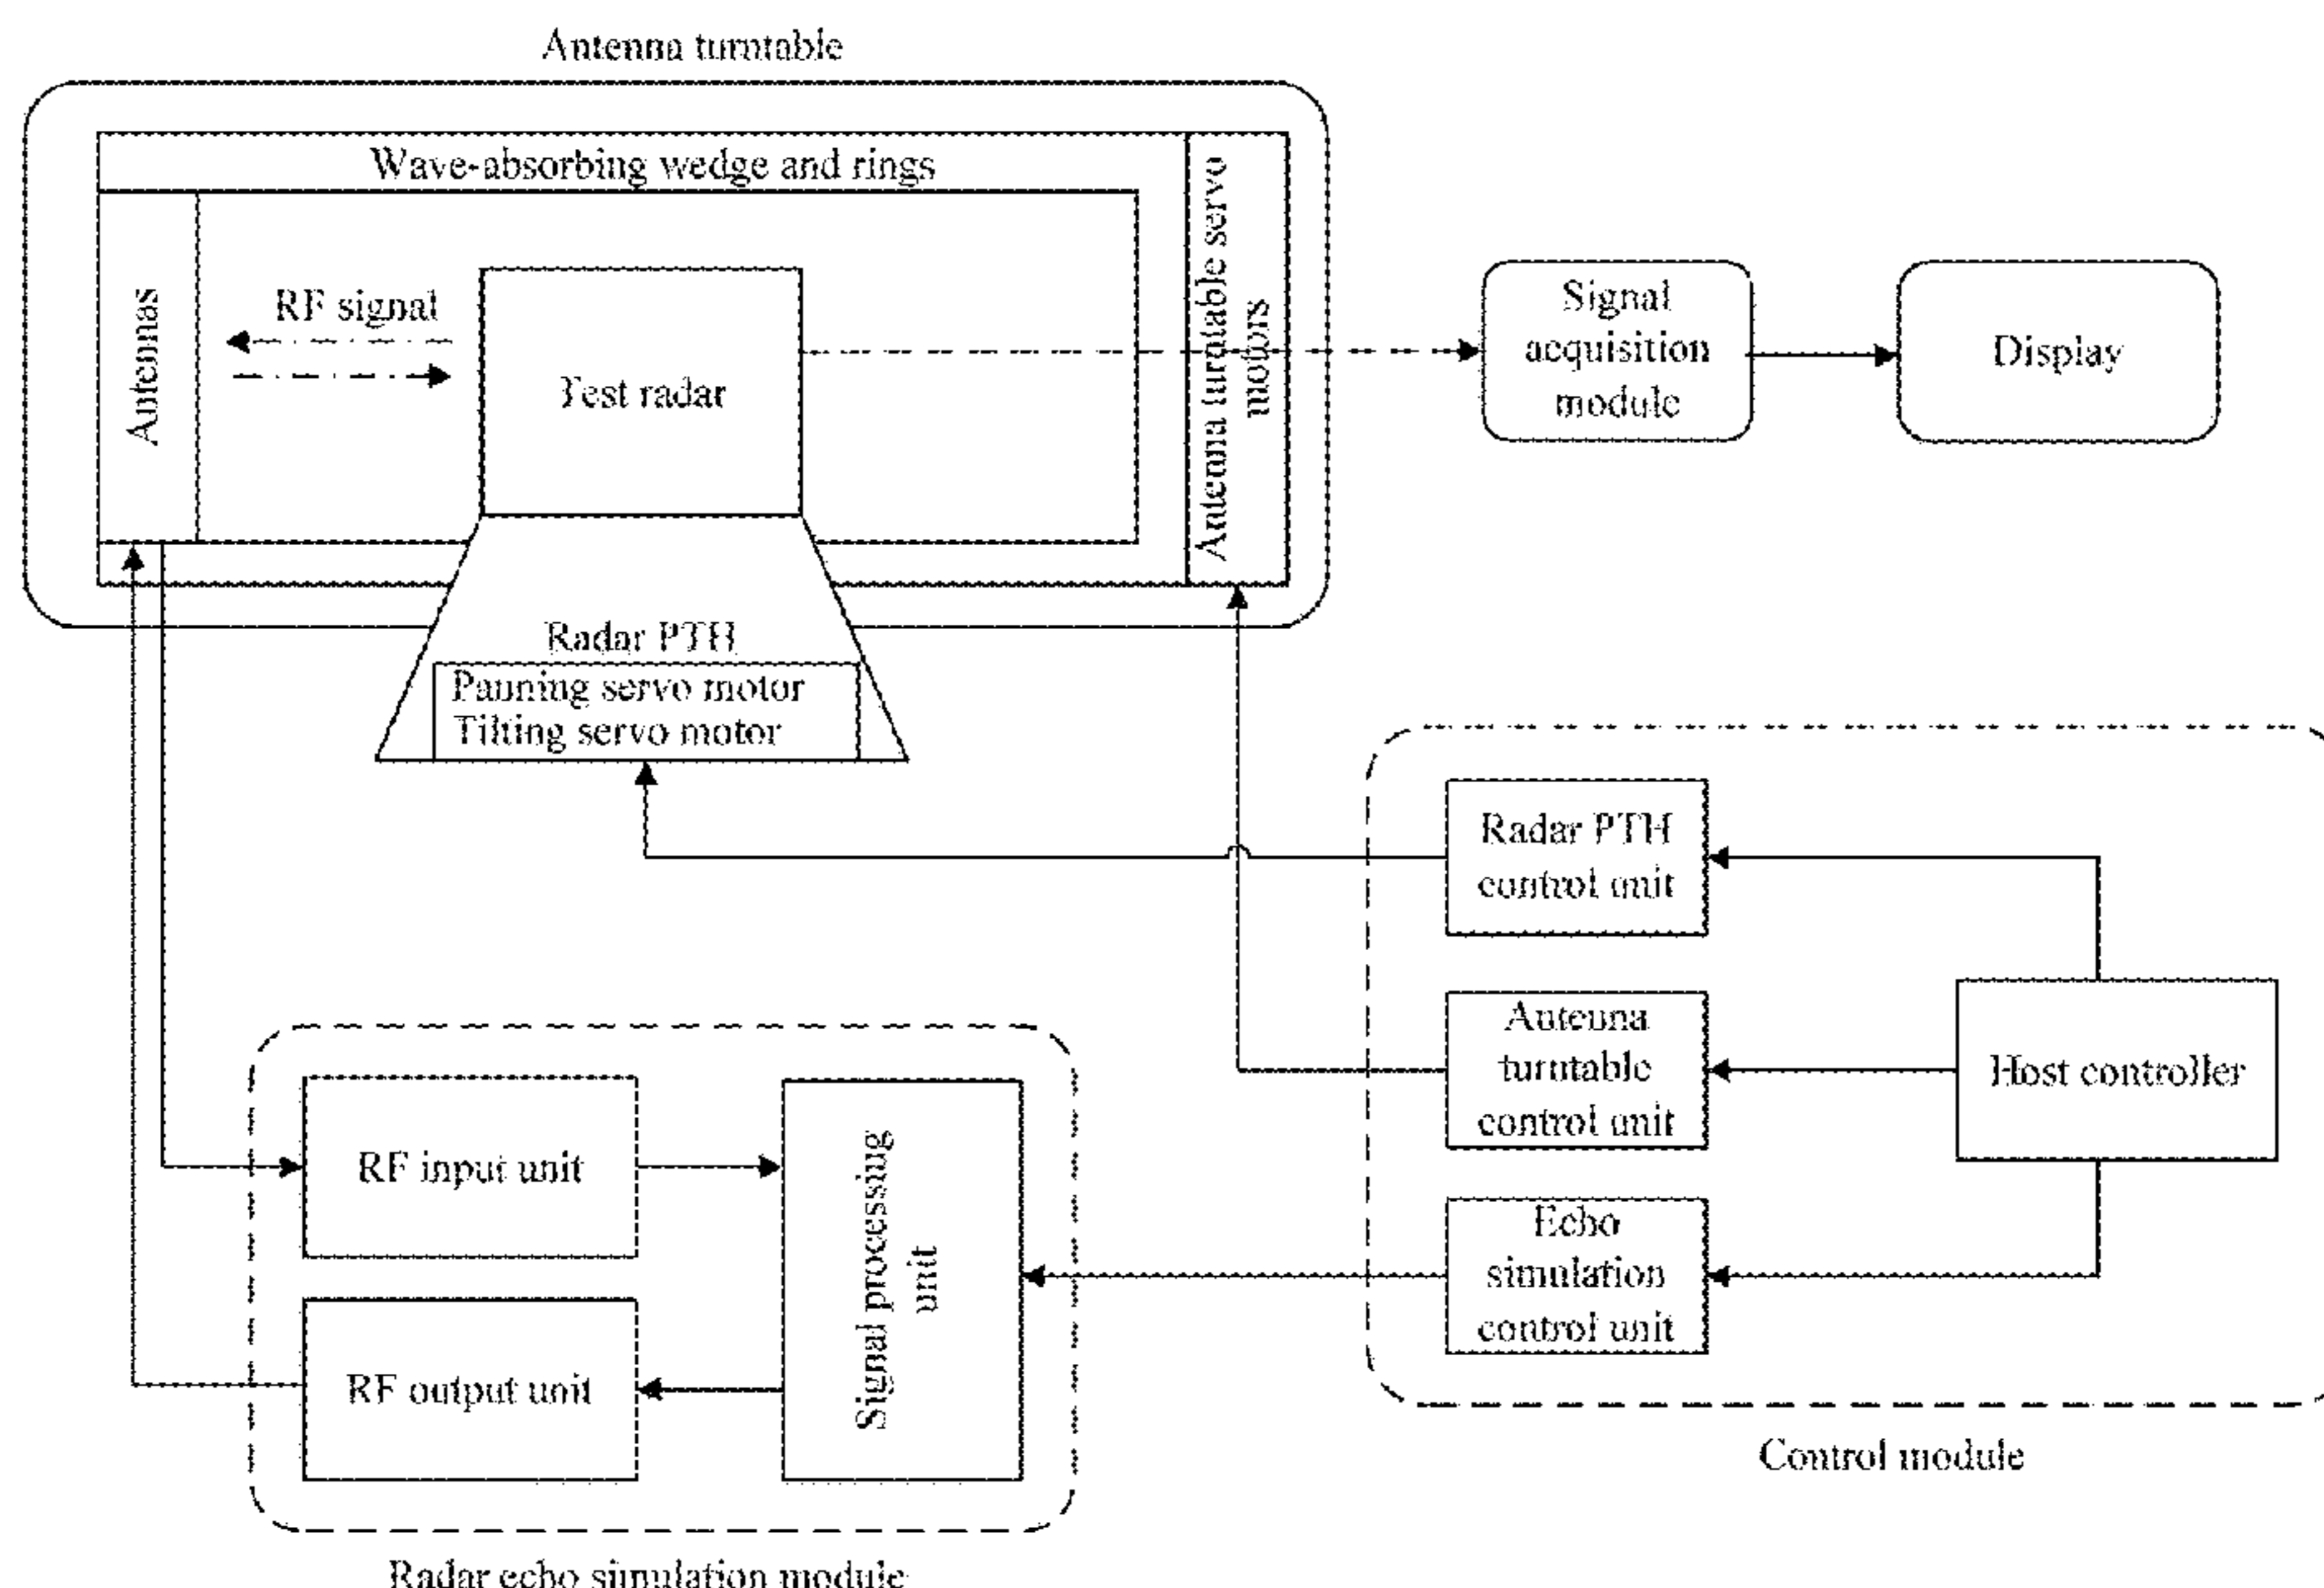 Antenna turntable
Wave-absorbing wedge and rings
Antennas
RF signal
Test radar
Antenna turntable servo
motors
Signal
acquisition
module
Display
Radar PTH
Panning servo motor
Tilting servo motor
Radar PTH
control unit
Antenna
turntable
control unit
Host controller
Echo
simulation
control unit
Control module
RF input unit
Signal processing
unit
RF output unit
Radar echo simulation module